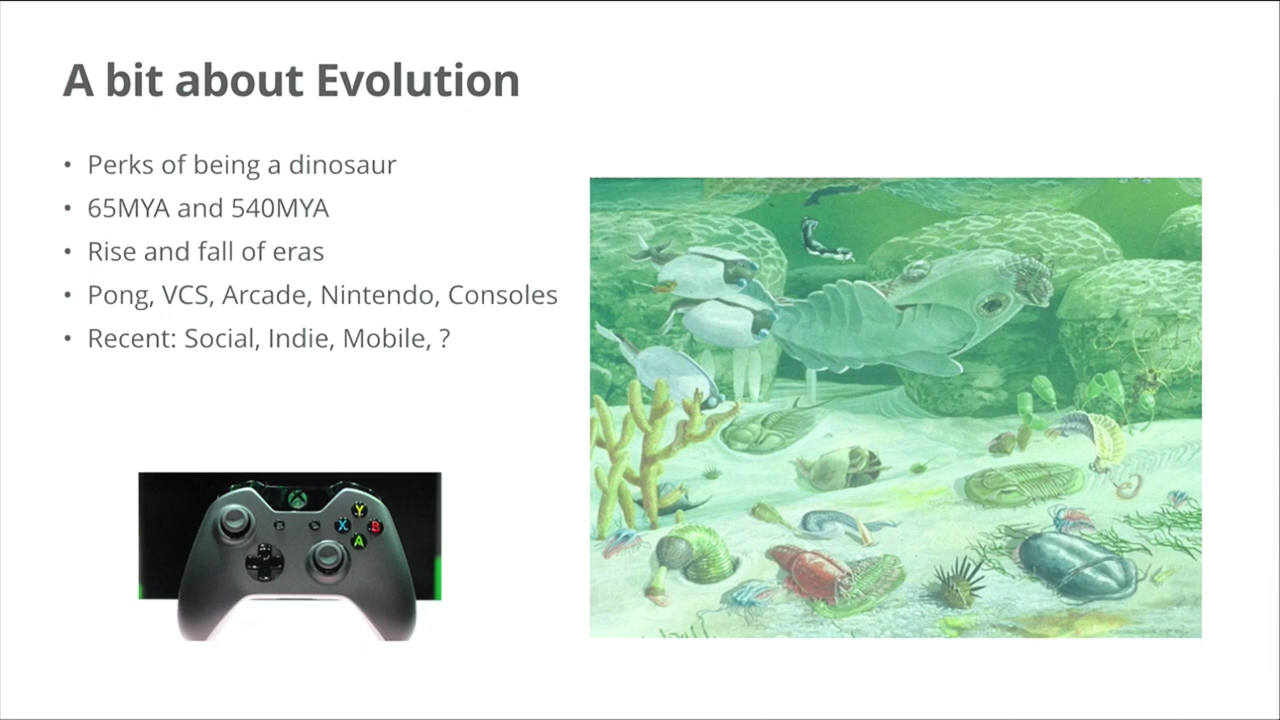 A bit about Evolution
• Perks of being a dinosaur
• 65MYA and 540MYA
• Rise and fall of eras
• Pong, VCS, Arcade, Nintendo, Consoles
• Recent: Social, Indie, Mobile, ?
Y
X B
A